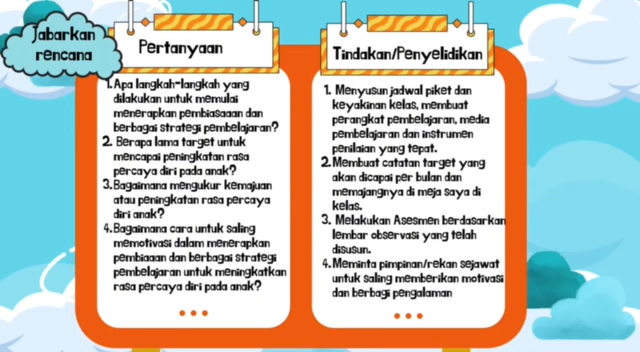 Jabarkan
rencana
Pertanyaan
1. Apa langkah-langkah yang
dilakukan untuk memulai
menerapkan pembiasaaan dan
berbagai strategi pembelajaran?
2. Berapa lama target untuk
mencapai peningkatan rasa
percaya diri pada anak?
3. Bagaimana mengukur kemajuan
atau peningkatan rasa percaya
diri anak?
4. Bagaimana cara untuk saling
memotivasi dalam menerapkan
pembiaaan dan berbagai strategi
pembelajaran untuk meningkatkan
rasa percaya diri pada anak?
Tindakan/Penyelidikan
1. Menyusun jadwal piket dan
keyakinan kelas, membuat
perangkat pembelajaran, media
pembelajaran dan instrumen
penilaian yang tepat.
2. Membuat catatan target yang
akan dicapai per bulan dan
memajangnya di meja saya di
kelas.
3. Melakukan Asesmen berdasarkan
lembar observasi yang telah
disusun.
4. Meminta pimpinan/rekan sejawat
untuk saling memberikan motivasi
dan berbagi pengalaman